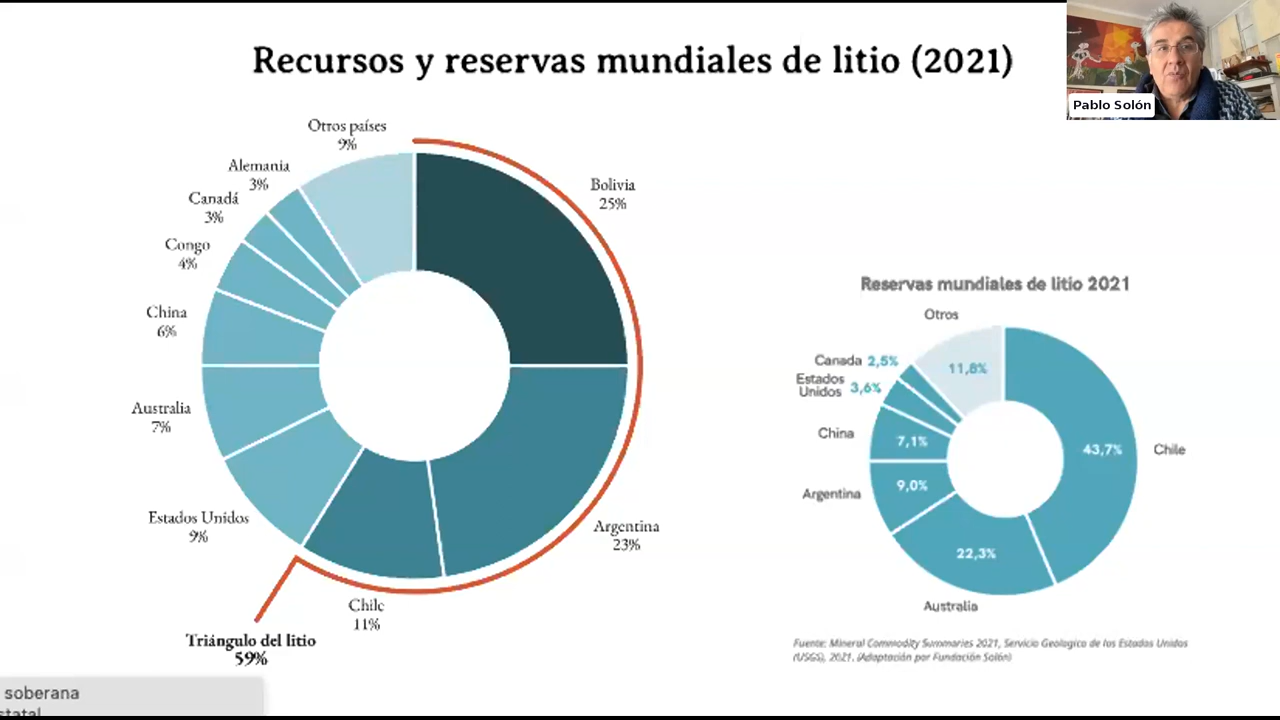 Recursos y reservas mundiales de litio (2021)
Pablo Solón
Otros países
9%
Alemania
3%
Canadá
3%
Congo
4%
China
6%
Australia
7%
Estados Unidos
9%
Bolivia
25%
Argentina
23%
Chile
11%
Triángulo del litio
59%
Reservas mundiales de litio 2021
Otros
11,8%
Canada 2,5%
Estados
Unidos 3,6%
China
7,1%
Argentina
9,0%
22,3%
Australia
43,7%
Chile
Fuente: Mineral Commodity Summaries 2021, Servicio Geologico de los Estados Unidos
(USGS), 2021, (Adaptación por Fundación Solón)
soberana
statal